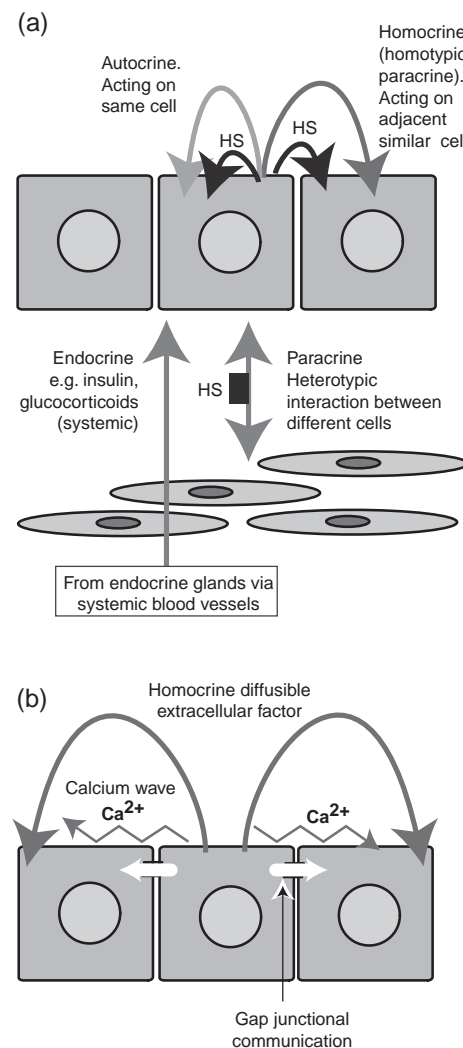 (a)
Autocrine.
Acting on
same cell
Homocrine
(homotypic
paracrine).
Acting on
adjacent
similar cell
HS
HS
Endocrine
e.g. insulin,
glucocorticoids
(systemic)
HS
Paracrine
Heterotypic
interaction between
different cells
From endocrine glands via
systemic blood vessels
(b)
Homocrine diffusible
extracellular factor
Calcium wave
Ca2+
Ca2+
Gap junctional
communication